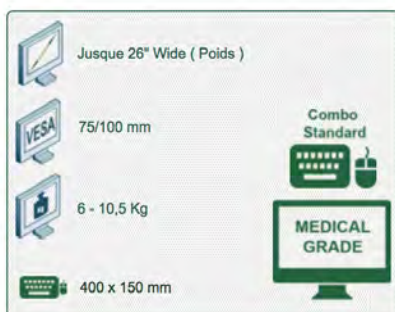 Jusque 26" Wide ( Poids )
VESA
75/100 mm
Kg
6 - 10,5 Kg
400 x 150 mm
Combo
Standard
MEDICAL
GRADE